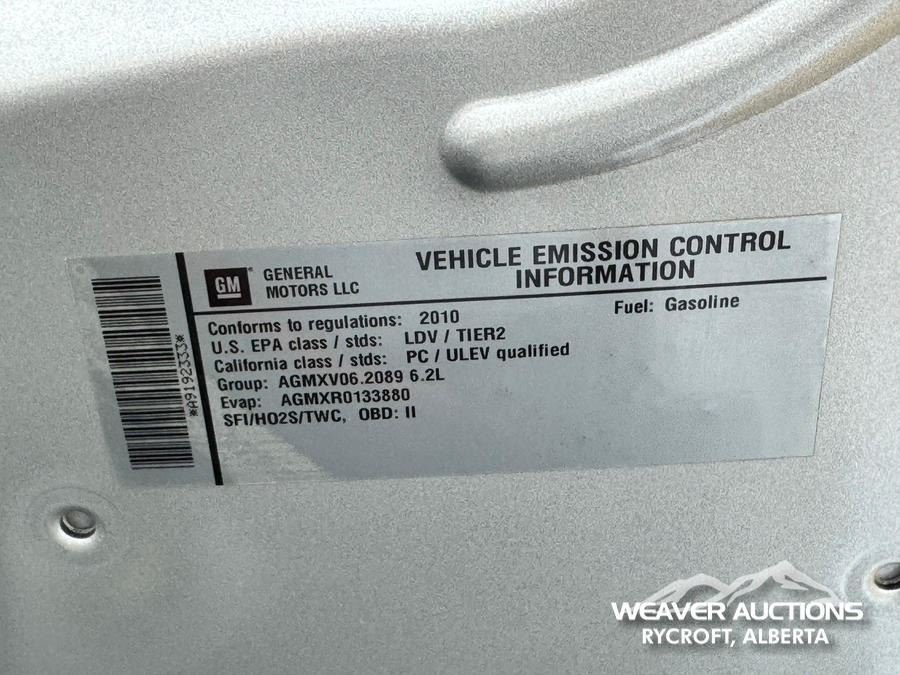 GM
GENERAL
MOTORS LLC
VEHICLE EMISSION CONTROL
INFORMATION
Fuel: Gasoline
Conforms to regulations: 2010
U.S. EPA class / stds: LDV / TIER2
California class / stds: PC / ULEV qualified
Group: AGMXV06.2089 6.2L
Evap: AGMXR0133880
SFI/HO2S/TWC, OBD: II
*A9192333*
WEAVER AUCTIONS
RYCROFT, ALBERTA